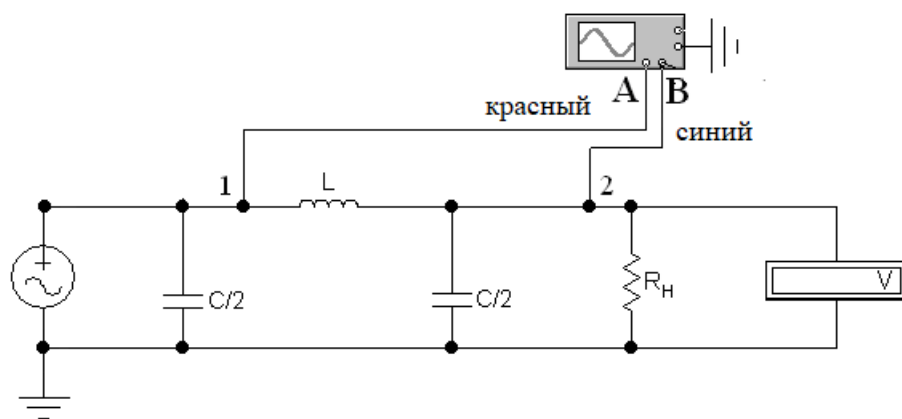 A B
красный
синий
1 L 2
C/2
C/2
R_H
V